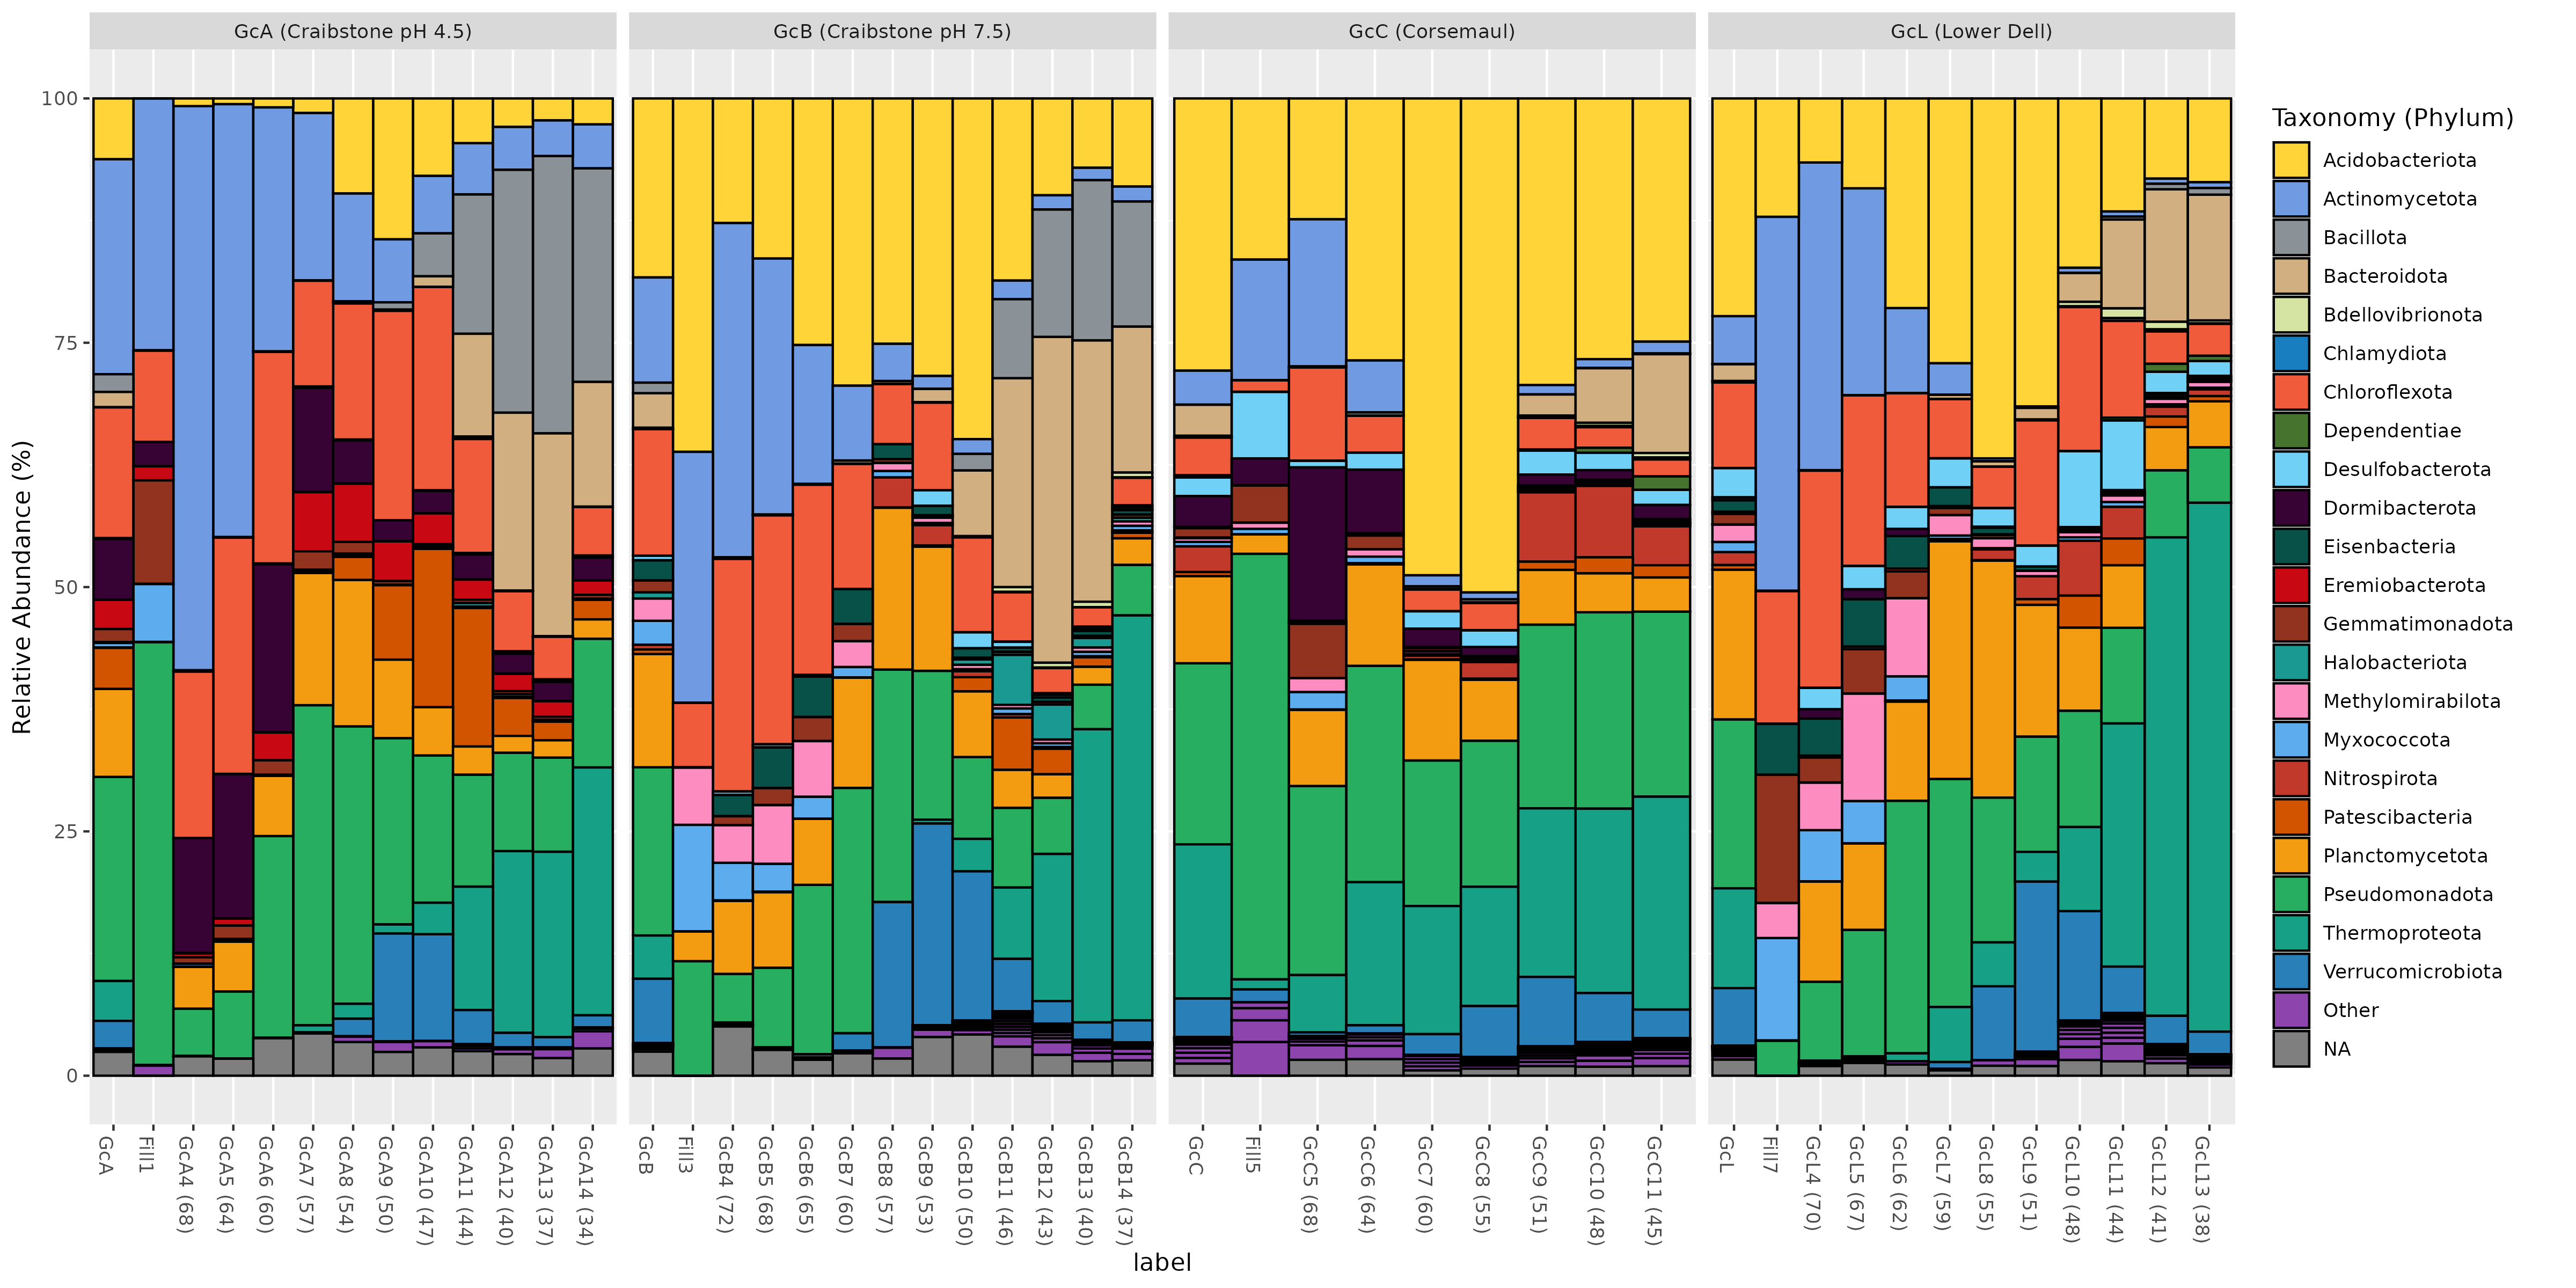 GcA (Craibstone pH 4.5)
GcB (Craibstone pH 7.5)
GcC (Corsemaul)
GcL (Lower Dell)
Relative Abundance (%)
100
75
50
25
0
GcA
Fill1
GcA4 (68)
GcA5 (64)
GcA6 (60)
GcA7 (57)
GcA8 (54)
GcA9 (50)
GcA10 (47)
GcA11 (44)
GcA12 (40)
GcA13 (37)
GcA14 (34)
GcB
Fill3
GcB4 (72)
GcB5 (68)
GcB6 (65)
GcB7 (60)
GcB8 (57)
GcB9 (53)
GcB10 (50)
GcB11 (46)
GcB12 (43)
GcB13 (40)
GcB14 (37)
GcC
Fill5
GcC5 (68)
GcC6 (64)
GcC7 (60)
GcC8 (55)
GcC9 (51)
GcC10 (48)
GcC11 (45)
GcL
Fill7
GcL4 (70)
GcL5 (67)
GcL6 (62)
GcL7 (59)
GcL8 (55)
GcL9 (51)
GcL10 (48)
GcL11 (44)
GcL12 (41)
GcL13 (38)
label
Taxonomy (Phylum)
Acidobacteriota
Actinomycetota
Bacillota
Bacteroidota
Bdellovibrionota
Chlamydiota
Chloroflexota
Dependentiae
Desulfobacterota
Dormibacterota
Eisenbacteria
Eremiobacterota
Gemmatimonadota
Halobacteriota
Methylomirabilota
Myxococcota
Nitrospirota
Patescibacteria
Planctomycetota
Pseudomonadota
Thermoproteota
Verrucomicrobiota
Other
NA